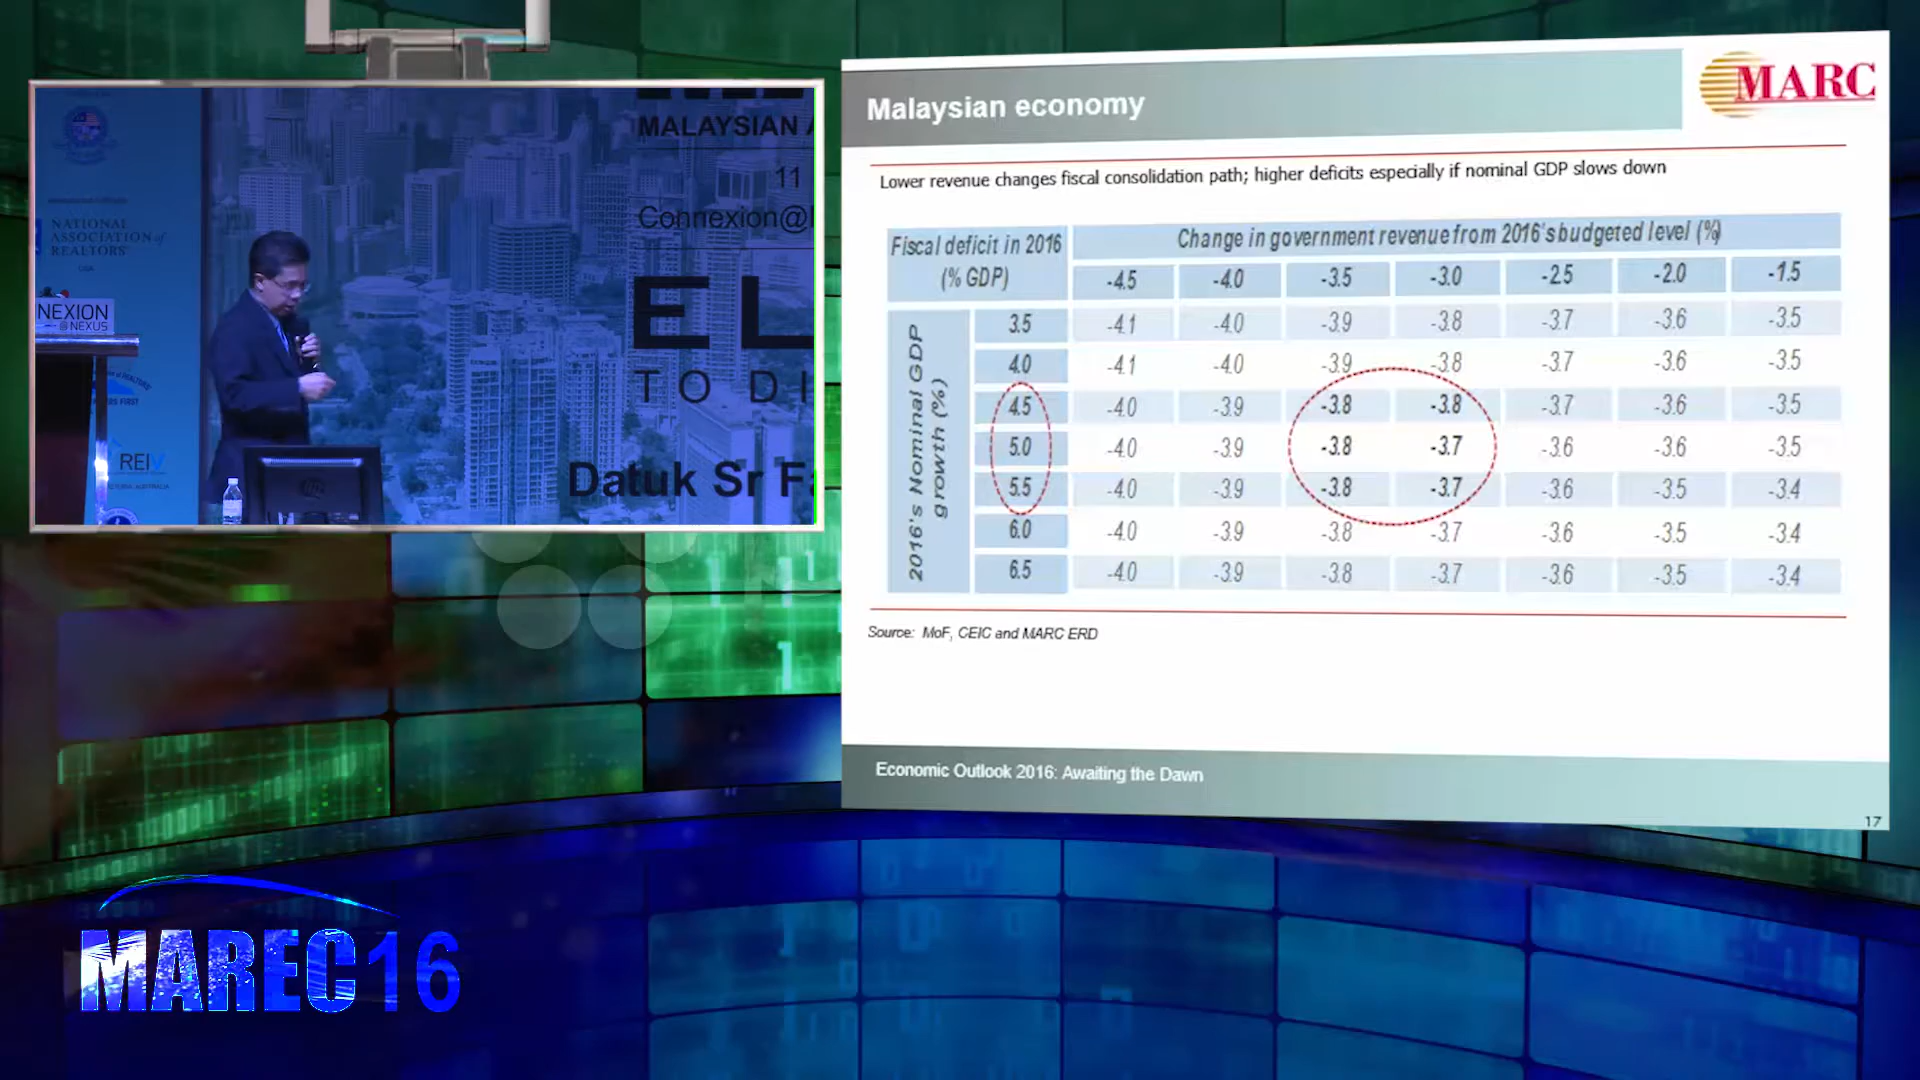 MALAYSIAN
11
Connexion@
NATIONAL
ASSOCIATION of
REALTORS
USA
NEXION
@NEXUS
EL
TO DI
FIRST
REIV
Datuk Sr
MARC
Malaysian economy
Lower revenue changes fiscal consolidation path; higher deficits especially if nominal GDP slows down
Fiscal deficit in 2016 (% GDP) Change in government revenue from 2016's budgeted level (%)
-4.5 -4.0 -3.5 -3.0 -2.5 -2.0 -1.5
2016's Nominal GDP growth (%)
3.5 -4.1 -4.0 -3.9 -3.8 -3.7 -3.6 -3.5
4.0 -4.1 -4.0 -3.9 -3.8 -3.7 -3.6 -3.5
4.5 -4.0 -3.9 -3.8 -3.8 -3.7 -3.6 -3.5
5.0 -4.0 -3.9 -3.8 -3.7 -3.6 -3.6 -3.5
5.5 -4.0 -3.9 -3.8 -3.7 -3.6 -3.5 -3.4
6.0 -4.0 -3.9 -3.8 -3.7 -3.6 -3.5 -3.4
6.5 -4.0 -3.9 -3.8 -3.7 -3.6 -3.5 -3.4
Source: MoF, CEIC and MARC ERD
Economic Outlook 2016: Awaiting the Dawn
17
MAREC16